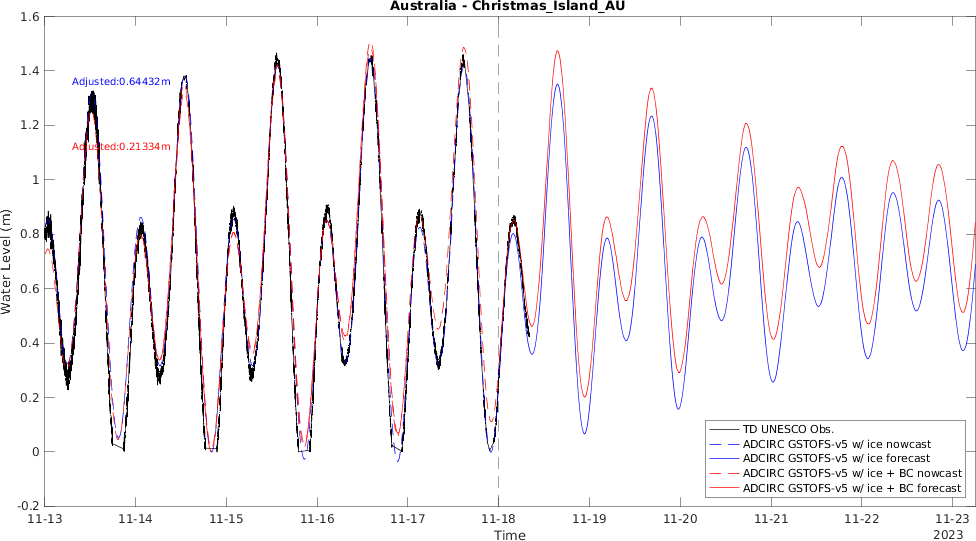 Australia - Christmas_Island_AU
1.6
1.4
1.2
1
0.8
0.6
0.4
0.2
0
-0.2
Water Level (m)
Adjusted:0.64432m
Adjusted:0.21334m
TD UNESCO Obs.
ADCIRC GSTOFS-v5 w/ ice nowcast
ADCIRC GSTOFS-v5 w/ ice forecast
ADCIRC GSTOFS-v5 w/ ice + BC nowcast
ADCIRC GSTOFS-v5 w/ ice + BC forecast
11-13 11-14 11-15 11-16 11-17 11-18 11-19 11-20 11-21 11-22 11-23
Time
2023